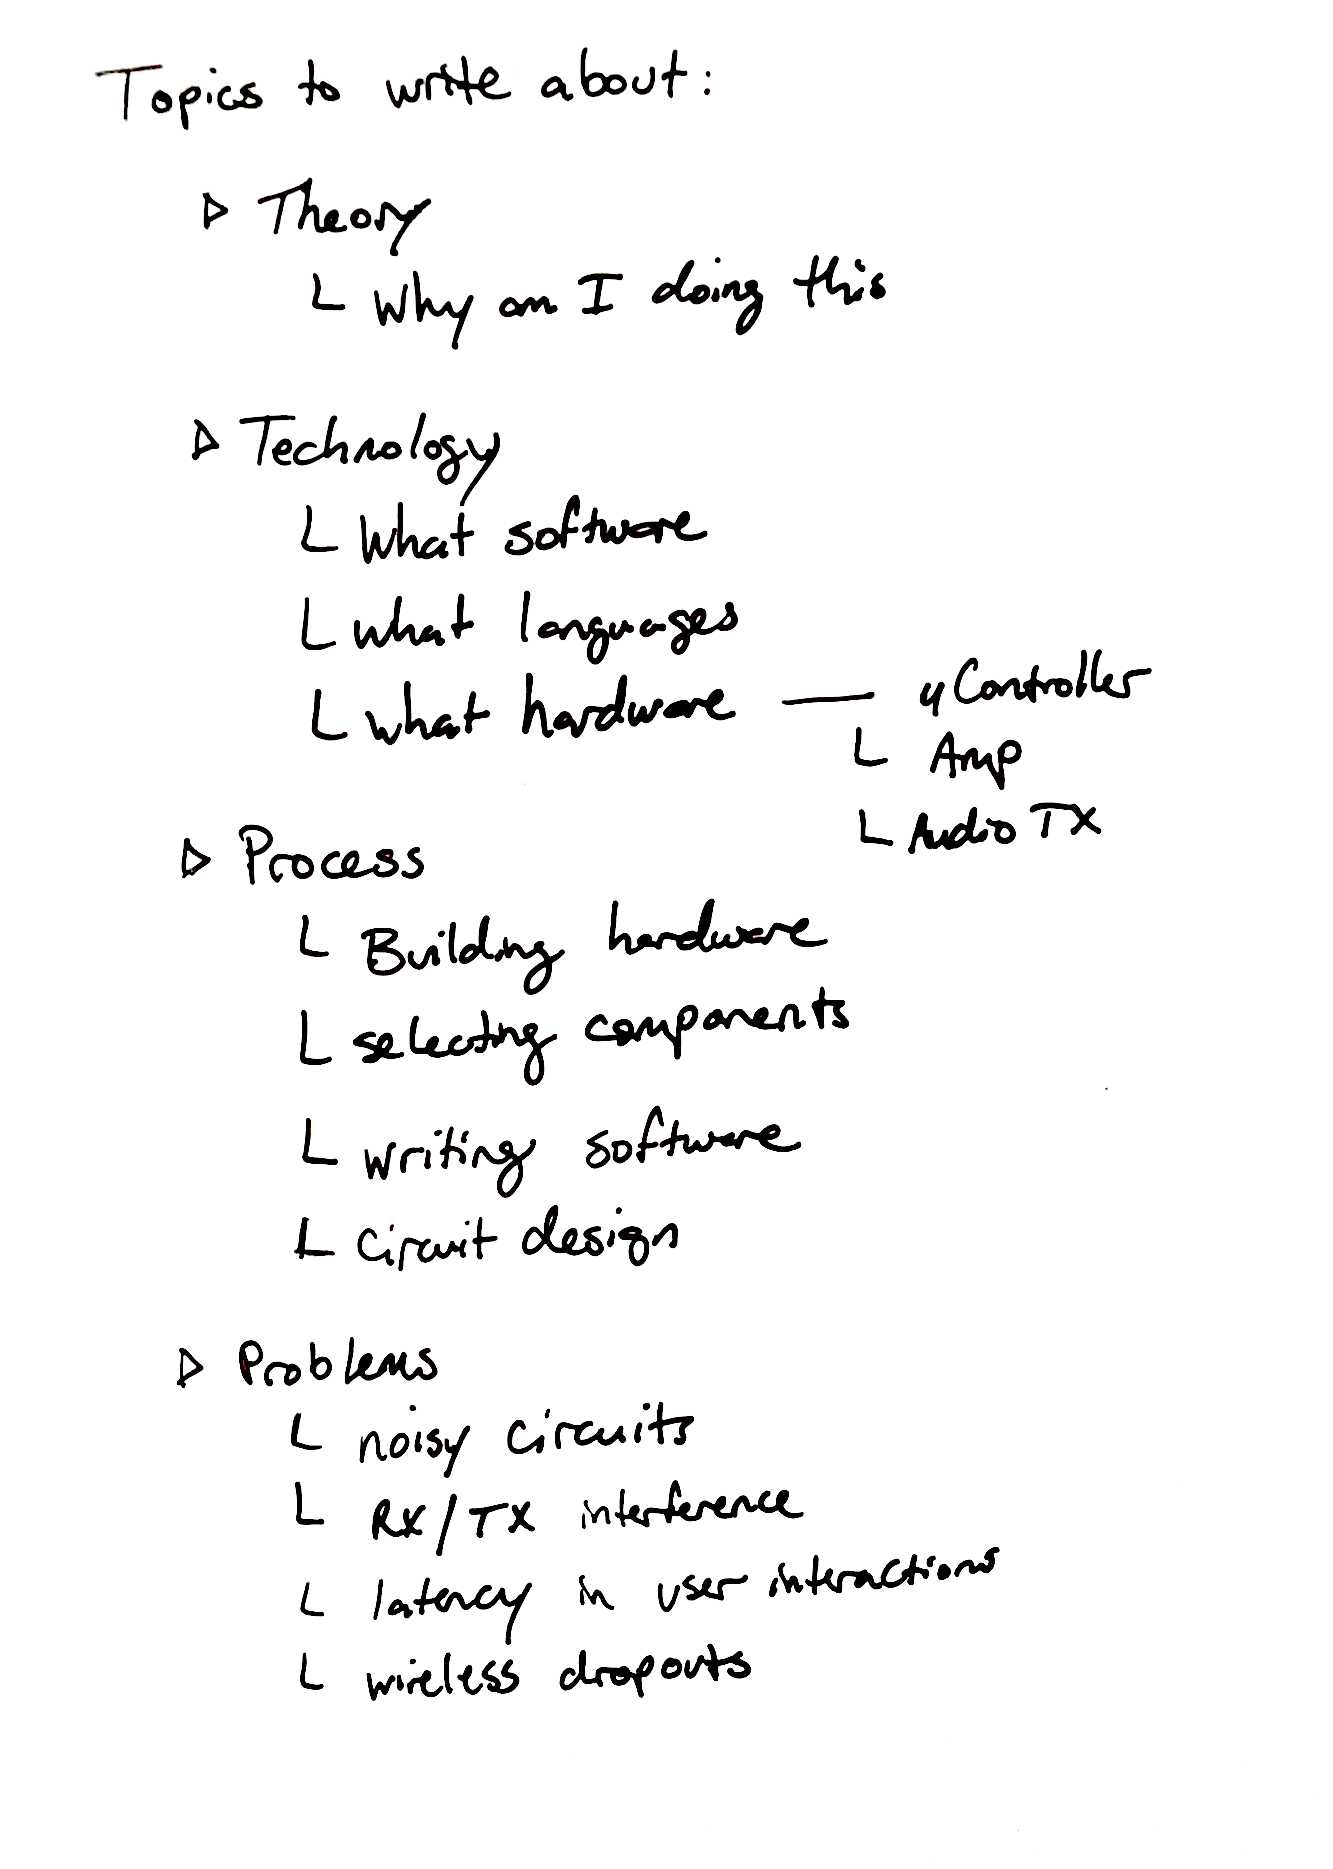 Topics to write about:
Theory
Why am I doing this
Technology
What software
what languages
what hardware — μController
Amp
Audio TX
Process
Building hardware
selecting components
writing software
Circuit design
Problems
noisy circuits
RX/TX interference
latency in user interactions
wireless dropouts